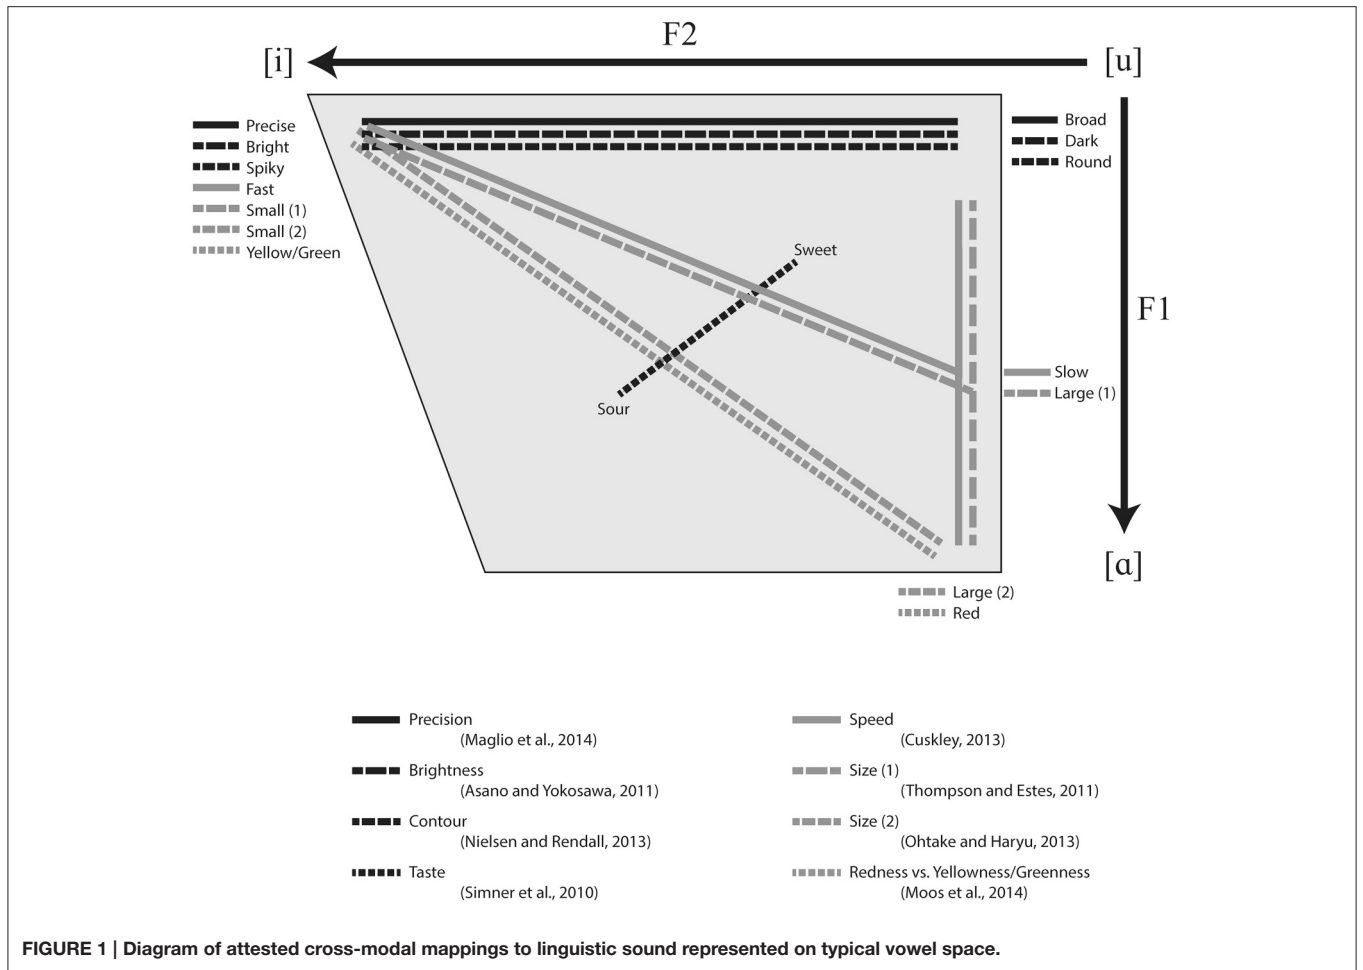 F2
[i]
[u]
Precise
Bright
Spiky
Fast
Small (1)
Small (2)
Yellow/Green
Broad
Dark
Round
Sweet
Sour
F1
Slow
Large (1)
[ɑ]
Large (2)
Red
Precision
(Maglio et al., 2014)
Brightness
(Asano and Yokosawa, 2011)
Contour
(Nielsen and Rendall, 2013)
Taste
(Simner et al., 2010)
Speed
(Cuskley, 2013)
Size (1)
(Thompson and Estes, 2011)
Size (2)
(Ohtake and Haryu, 2013)
Redness vs. Yellowness/Greenness
(Moos et al., 2014)
FIGURE 1 | Diagram of attested cross-modal mappings to linguistic sound represented on typical vowel space.